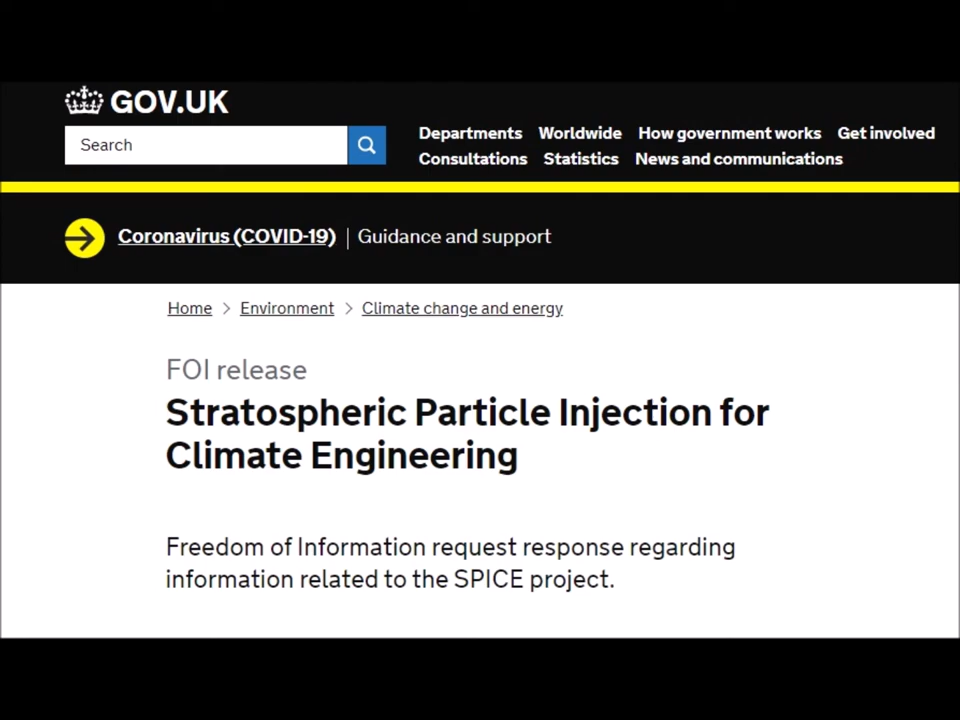 GOV.UK
Search
Departments Worldwide How government works Get involved
Consultations Statistics News and communications
Coronavirus (COVID-19) | Guidance and support
Home > Environment > Climate change and energy
FOI release
Stratospheric Particle Injection for
Climate Engineering
Freedom of Information request response regarding
information related to the SPICE project.